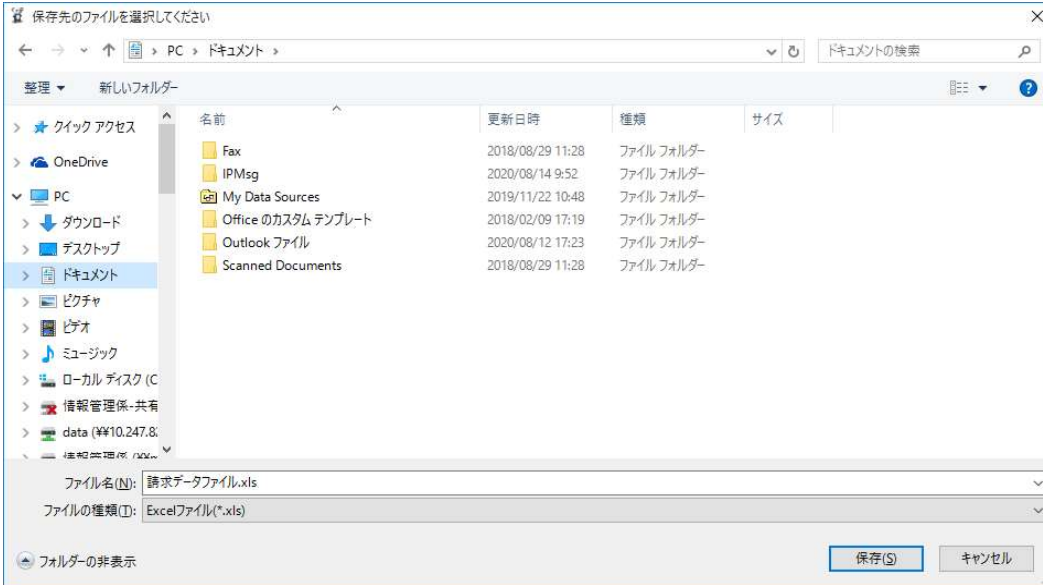 保存先のファイルを選択してください
PC › ドキュメント ›
ドキュメントの検索
整理 新しいフォルダー
名前 更新日時 種類 サイズ
クイック アクセス
OneDrive
PC
ダウンロード
デスクトップ
ドキュメント
ピクチャ
ビデオ
ミュージック
ローカル ディスク (C
情報管理係-共有
data (¥¥10.247.8
Fax 2018/08/29 11:28 ファイル フォルダー
IPMsg 2020/08/14 9:52 ファイル フォルダー
My Data Sources 2019/11/22 10:48 ファイル フォルダー
Office のカスタム テンプレート 2018/02/09 17:19 ファイル フォルダー
Outlook ファイル 2020/08/12 17:23 ファイル フォルダー
Scanned Documents 2018/08/29 11:28 ファイル フォルダー
ファイル名(N): 請求データファイル.xls
ファイルの種類(T): Excelファイル(*.xls)
フォルダーの非表示
保存(S) キャンセル